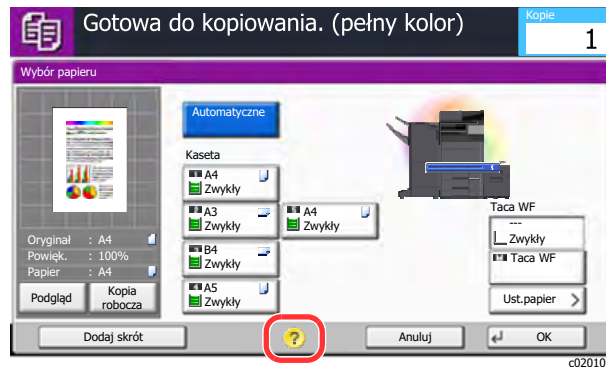 Gotowa do kopiowania. (pełny kolor)
Kopie
1
Wybór papieru
Automatyczne
Kaseta
A4
Zwykły
A3
Zwykły
A4
Zwykły
B4
Zwykły
A5
Zwykły
Taca WF
---
Zwykły
Taca WF
Ust.papier
Oryginał : A4
Powięk. : 100%
Papier : A4
Podgląd
Kopia
robocza
Dodaj skrót
?
Anuluj
OK
c02010